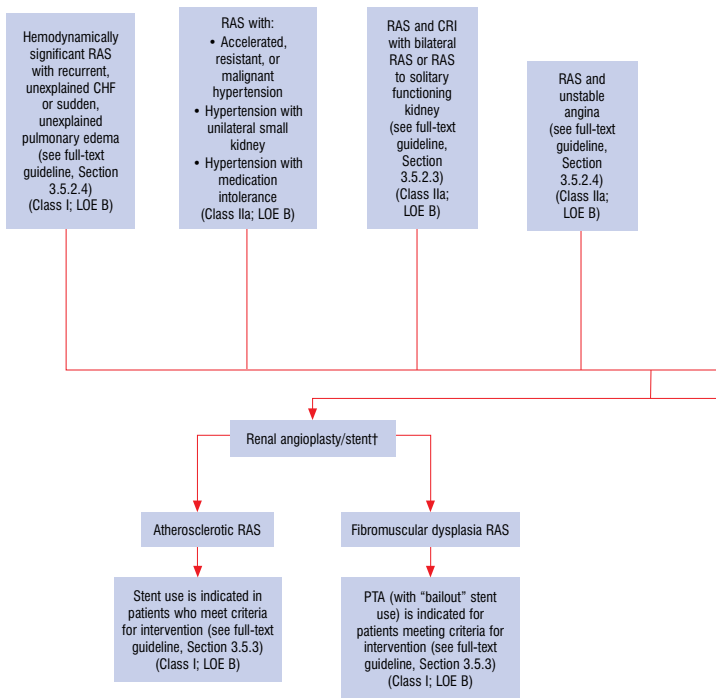 Hemodynamically
significant RAS
with recurrent,
unexplained CHF
or sudden,
unexplained
pulmonary edema
(see full-text
guideline, Section
3.5.2.4)
(Class I; LOE B)
RAS with:
• Accelerated,
resistant, or
malignant
hypertension
• Hypertension with
unilateral small
kidney
• Hypertension with
medication
intolerance
(Class IIa; LOE B)
RAS and CRI
with bilateral
RAS or RAS
to solitary
functioning
kidney
(see full-text
guideline,
Section
3.5.2.3)
(Class IIa;
LOE B)
RAS and
unstable
angina
(see full-text
guideline,
Section
3.5.2.4)
(Class IIa;
LOE B)
Renal angioplasty/stent†
Atherosclerotic RAS
Fibromuscular dysplasia RAS
Stent use is indicated in
patients who meet criteria
for intervention (see full-text
guideline, Section 3.5.3)
(Class I; LOE B)
PTA (with “bailout” stent
use) is indicated for
patients meeting criteria for
intervention (see full-text
guideline, Section 3.5.3)
(Class I; LOE B)